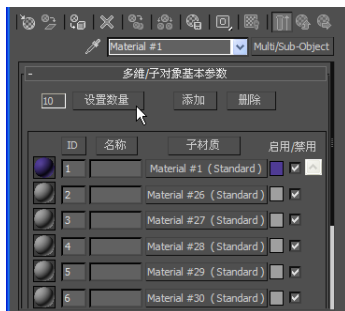 Material #1 Multi/Sub-Object
- 多维/子对象基本参数
10 设置数量 添加 删除
ID 名称 子材质 启用/禁用
1 Material #1 ( Standard )
2 Material #26 ( Standard )
3 Material #27 ( Standard )
4 Material #28 ( Standard )
5 Material #29 ( Standard )
6 Material #30 ( Standard )